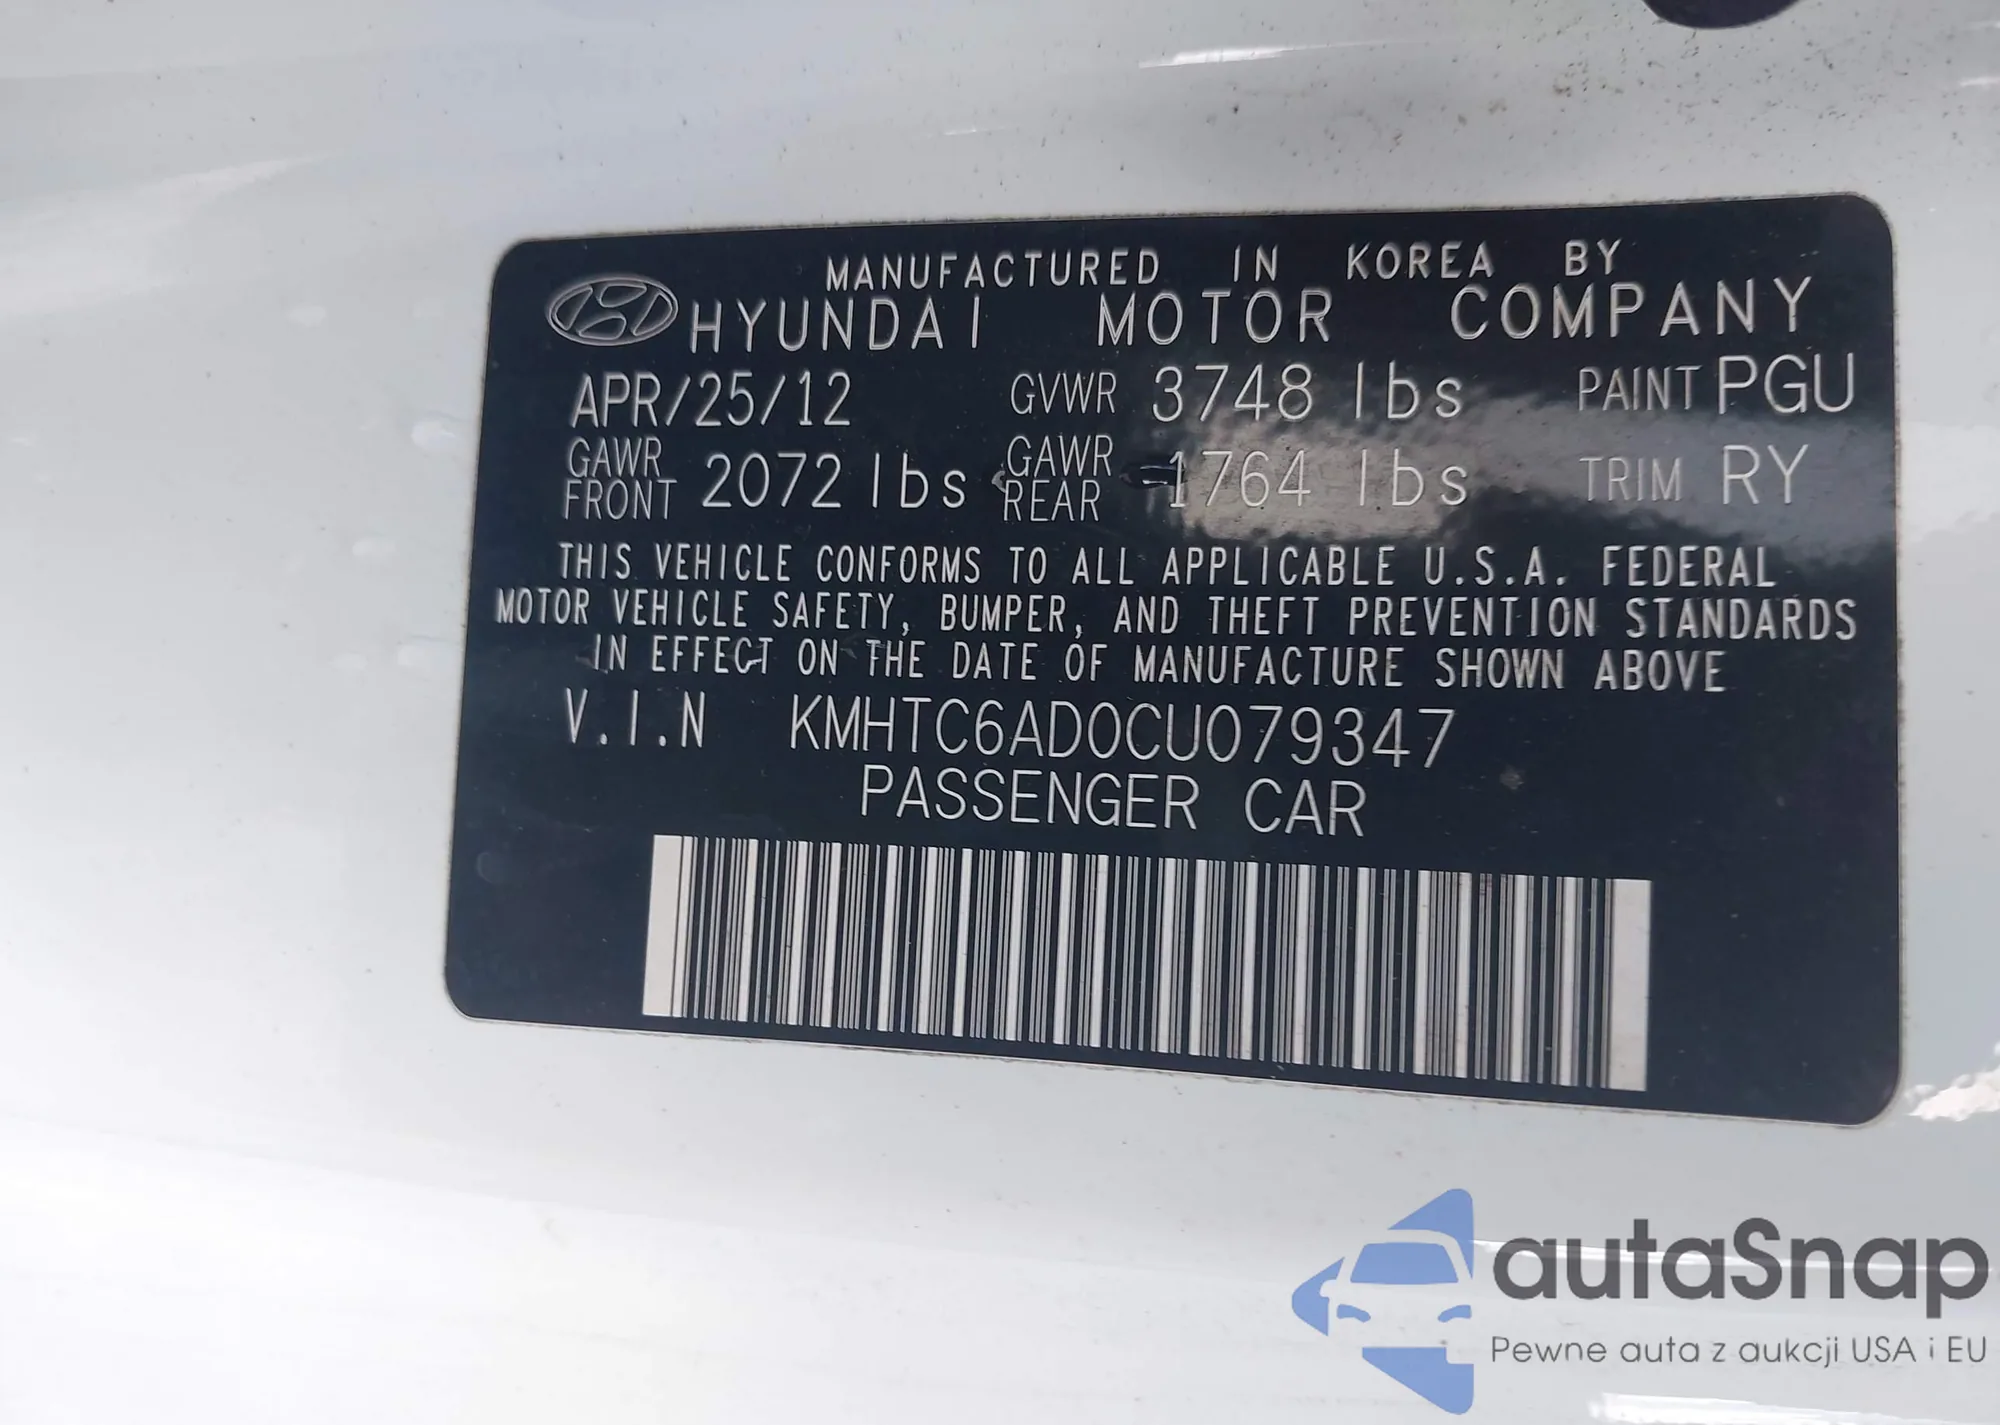 MANUFACTURED IN KOREA BY
HYUNDAI MOTOR COMPANY
APR/25/12 GVWR 3748 lbs PAINT PGU
GAWR FRONT 2072 lbs GAWR REAR 1764 lbs TRIM RY
THIS VEHICLE CONFORMS TO ALL APPLICABLE U.S.A. FEDERAL
MOTOR VEHICLE SAFETY, BUMPER, AND THEFT PREVENTION STANDARDS
IN EFFECT ON THE DATE OF MANUFACTURE SHOWN ABOVE
V.I.N KMHTC6AD0CU079347
PASSENGER CAR
autaSnap
Pewne auta z aukcji USA i EU